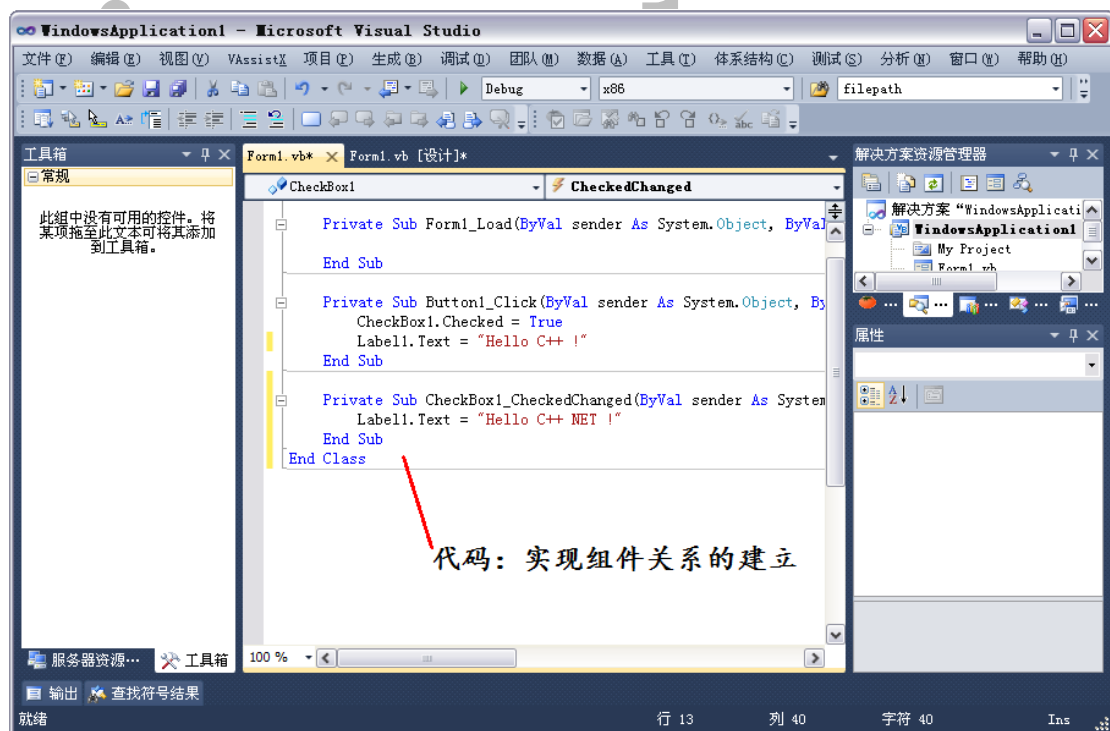 WindowsApplication1 - Microsoft Visual Studio
文件(F) 编辑(E) 视图(V) VAssistX 项目(P) 生成(B) 调试(D) 团队(M) 数据(A) 工具(T) 体系结构(C) 测试(S) 分析(N) 窗口(W) 帮助(H)
Debug x86 filepath
工具箱
常规
此组中没有可用的控件。将
某项拖至此文本可将其添加
到工具箱。
服务器资源… 工具箱
Form1.vb* Form1.vb [设计]*
CheckBox1 CheckedChanged
Private Sub Form1_Load(ByVal sender As System.Object, ByVal
End Sub
Private Sub Button1_Click(ByVal sender As System.Object, By
CheckBox1.Checked = True
Label1.Text = "Hello C++ !"
End Sub
Private Sub CheckBox1_CheckedChanged(ByVal sender As System
Label1.Text = "Hello C++ NET !"
End Sub
End Class
代码：实现组件关系的建立
100 %
解决方案资源管理器
解决方案 “WindowsApplicati
WindowsApplication1
My Project
Form1.vb
属性
输出 查找符号结果
就绪 行 13 列 40 字符 40 Ins